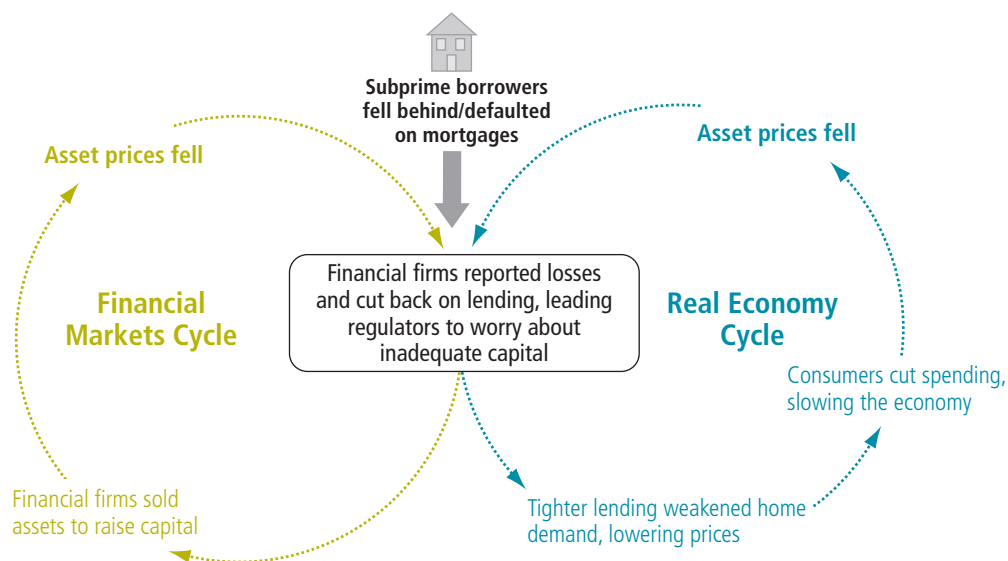 Subprime borrowers
fell behind/defaulted
on mortgages
Asset prices fell
Asset prices fell
Financial firms reported losses
and cut back on lending, leading
regulators to worry about
inadequate capital
Financial
Markets Cycle
Real Economy
Cycle
Consumers cut spending,
slowing the economy
Financial firms sold
assets to raise capital
Tighter lending weakened home
demand, lowering prices